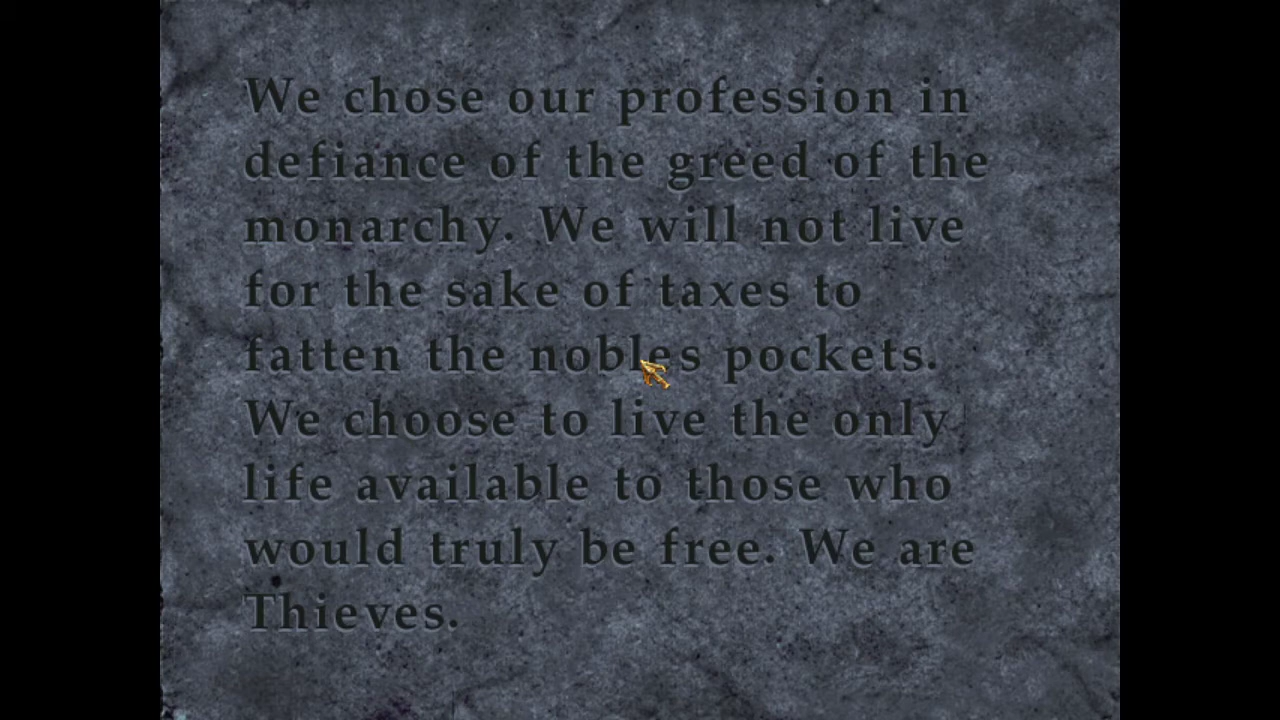 We chose our profession in
defiance of the greed of the
monarchy. We will not live
for the sake of taxes to
fatten the nobles pockets.
We choose to live the only
life available to those who
would truly be free. We are
Thieves.